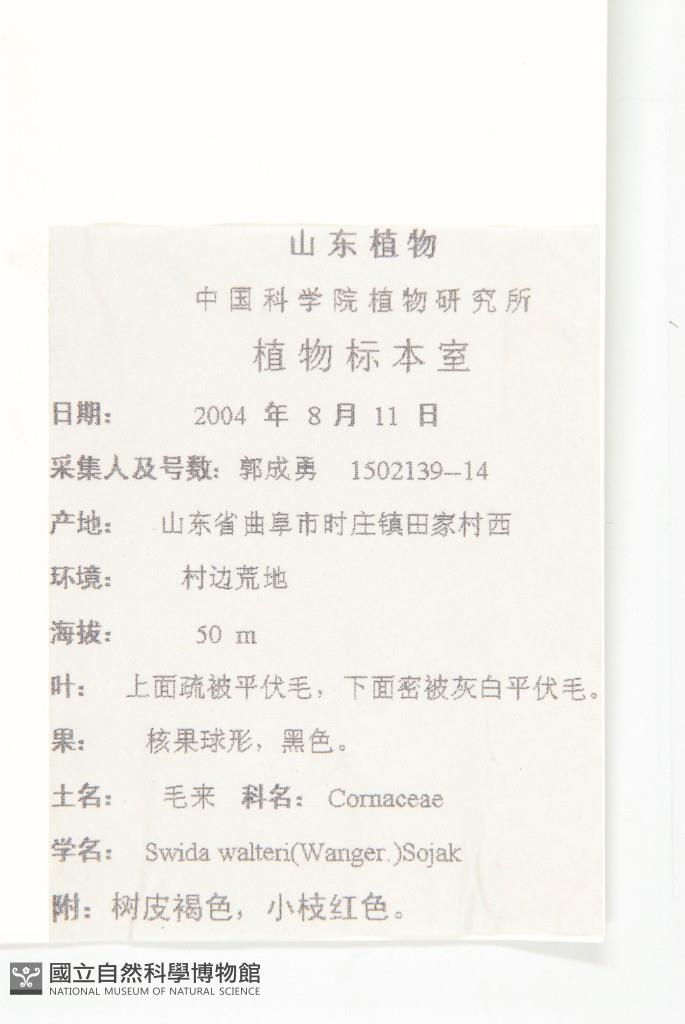 山东植物
中国科学院植物研究所
植物标本室
日期： 2004 年 8 月 11 日
采集人及号数：郭成勇 1502139—14
产地： 山东省曲阜市时庄镇田家村西
环境： 村边荒地
海拔： 50 m
叶： 上面疏被平伏毛，下面密被灰白平伏毛。
果： 核果球形，黑色。
土名： 毛来 科名： Cornaceae
学名： Swida walteri(Wanger.)Sojak
附：树皮褐色，小枝红色。
國立自然科學博物館
NATIONAL MUSEUM OF NATURAL SCIENCE